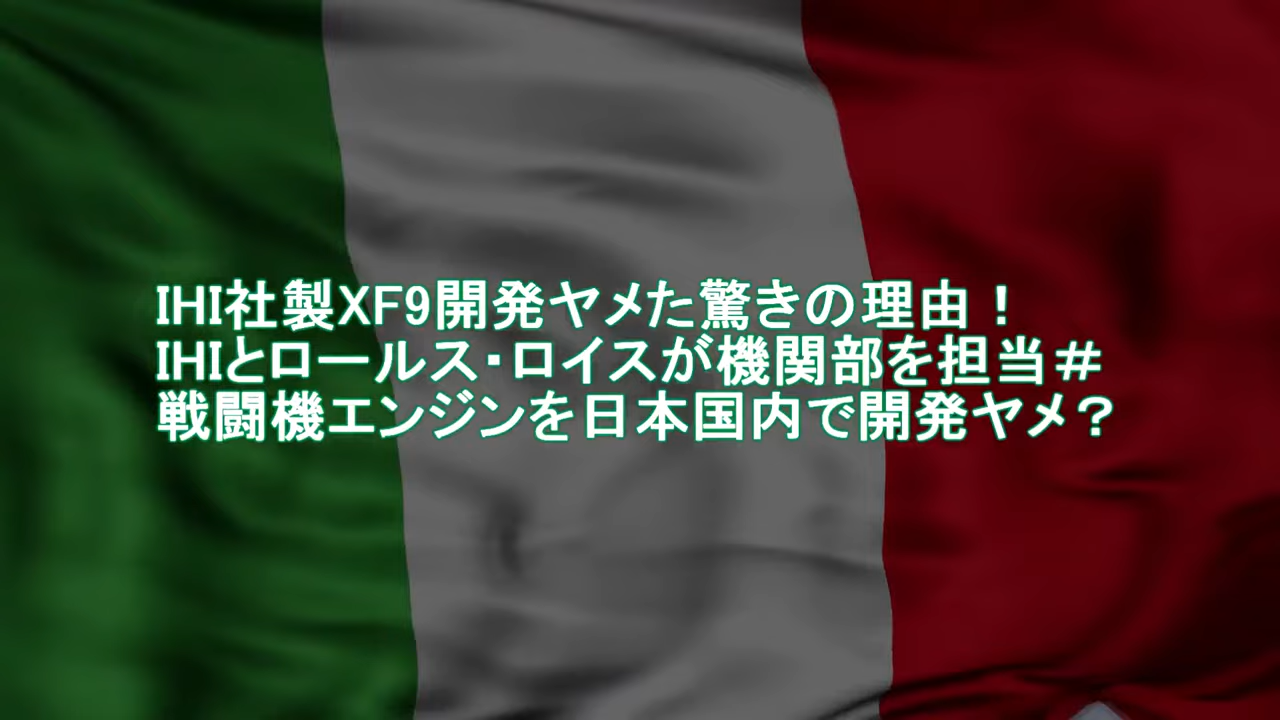 IHI社製XF9開発ヤメた驚きの理由！
IHIとロールス・ロイスが機関部を担当＃
戦闘機エンジンを日本国内で開発ヤメ？